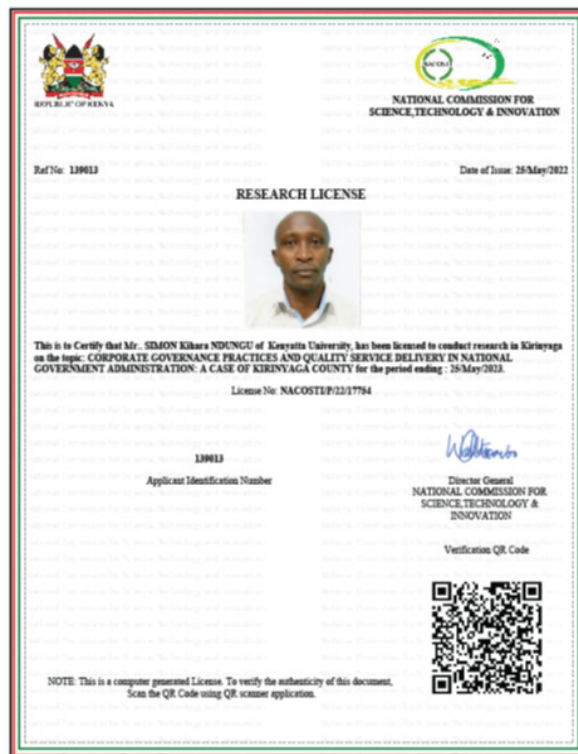 REPUBLIC OF KENYA
NACOSTI
NATIONAL COMMISSION FOR
SCIENCE,TECHNOLOGY & INNOVATION
Ref No: 139013
Date of Issue: 25/May/2022
RESEARCH LICENSE
This is to Certify that Mr.. SIMON Kihara NDUNGU of Kenyatta University, has been licensed to conduct research in Kirinyaga
on the topic: CORPORATE GOVERNANCE PRACTICES AND QUALITY SERVICE DELIVERY IN NATIONAL
GOVERNMENT ADMINISTRATION: A CASE OF KIRINYAGA COUNTY for the period ending : 25/May/2023.
License No: NACOSTI/P/22/17754
139013
Applicant Identification Number
Director General
NATIONAL COMMISSION FOR
SCIENCE,TECHNOLOGY &
INNOVATION
Verification QR Code
NOTE: This is a computer generated License. To verify the authenticity of this document,
Scan the QR Code using QR scanner application.